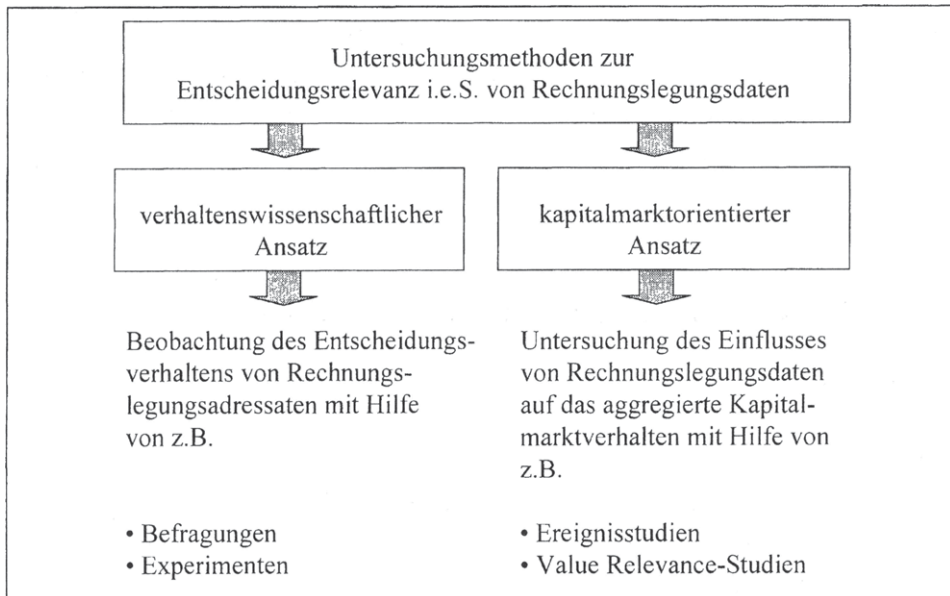 Untersuchungsmethoden zur
Entscheidungsrelevanz i.e.S. von Rechnungslegungsdaten
verhaltenswissenschaftlicher
Ansatz
kapitalmarktorientierter
Ansatz
Beobachtung des Entscheidungs-
verhaltens von Rechnungs-
legungsadressaten mit Hilfe
von z.B.
• Befragungen
• Experimenten
Untersuchung des Einflusses
von Rechnungslegungsdaten
auf das aggregierte Kapital-
marktverhalten mit Hilfe von
z.B.
• Ereignisstudien
• Value Relevance-Studien